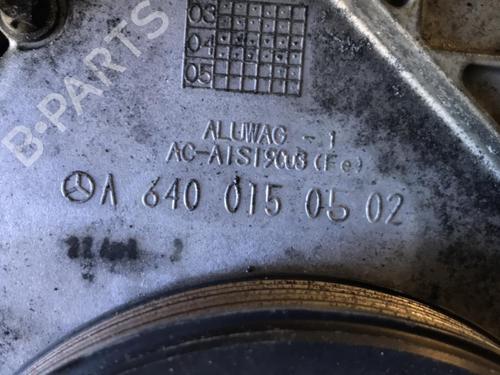 B-PARTS
03
04
05
ALUWAG - 1
AC-AlSi9Cu3(Fe)
A 640 015 05 02